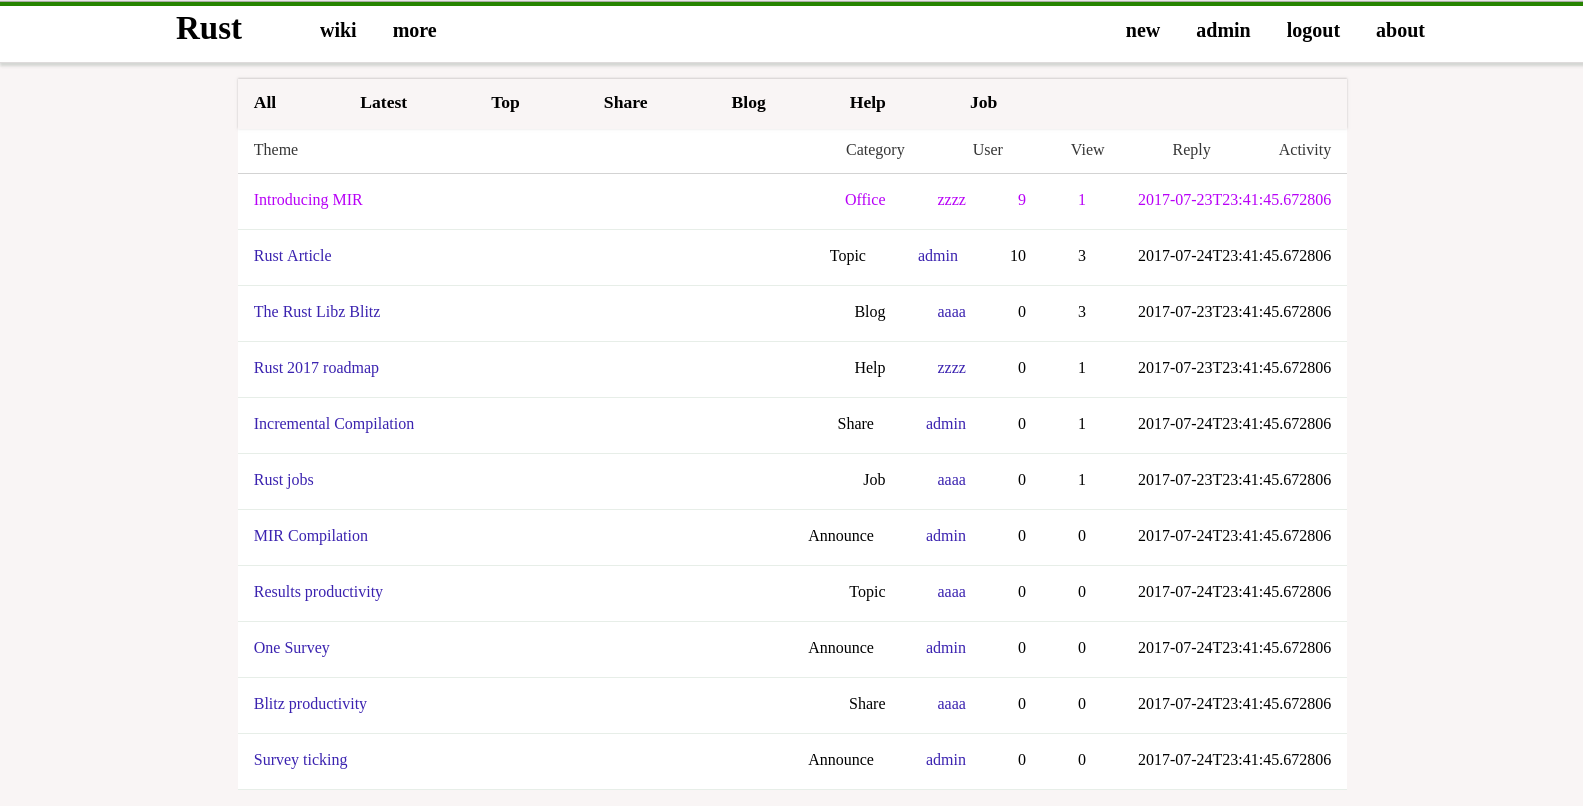 Rust wiki more new admin logout about
All Latest Top Share Blog Help Job
Theme Category User View Reply Activity
Introducing MIR Office zzzz 9 1 2017-07-23T23:41:45.672806
Rust Article Topic admin 10 3 2017-07-24T23:41:45.672806
The Rust Libz Blitz Blog aaaa 0 3 2017-07-23T23:41:45.672806
Rust 2017 roadmap Help zzzz 0 1 2017-07-23T23:41:45.672806
Incremental Compilation Share admin 0 1 2017-07-24T23:41:45.672806
Rust jobs Job aaaa 0 1 2017-07-23T23:41:45.672806
MIR Compilation Announce admin 0 0 2017-07-24T23:41:45.672806
Results productivity Topic aaaa 0 0 2017-07-24T23:41:45.672806
One Survey Announce admin 0 0 2017-07-24T23:41:45.672806
Blitz productivity Share aaaa 0 0 2017-07-24T23:41:45.672806
Survey ticking Announce admin 0 0 2017-07-24T23:41:45.672806